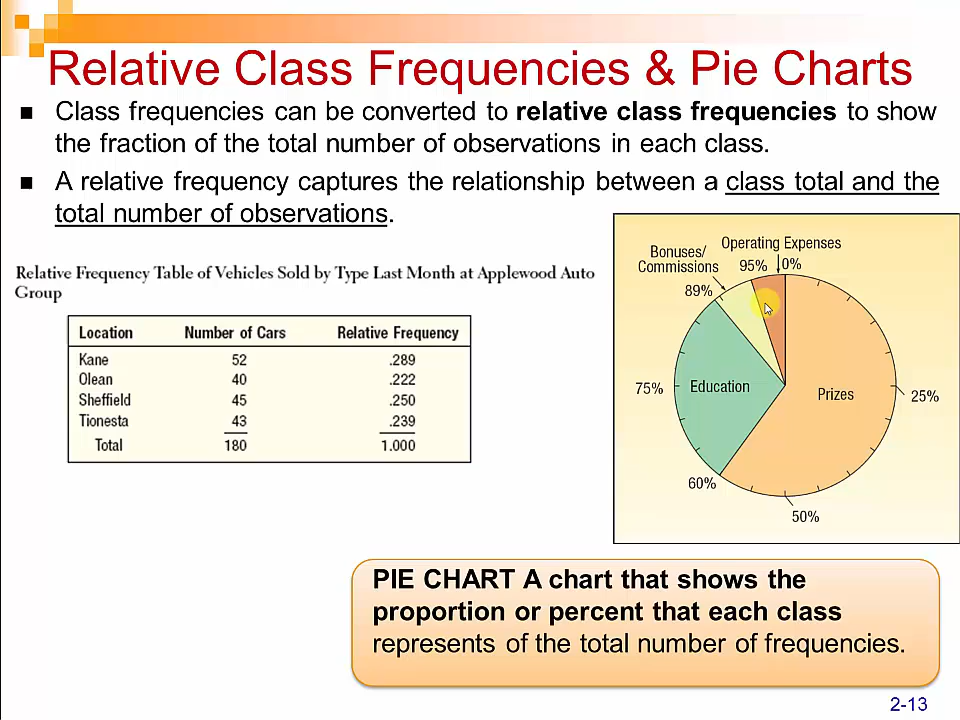 Relative Class Frequencies & Pie Charts
■ Class frequencies can be converted to relative class frequencies to show
the fraction of the total number of observations in each class.
■ A relative frequency captures the relationship between a class total and the
total number of observations.
Relative Frequency Table of Vehicles Sold by Type Last Month at Applewood Auto
Group
Location Number of Cars Relative Frequency
Kane 52 .289
Olean 40 .222
Sheffield 45 .250
Tionesta 43 .239
Total 180 1.000
Operating Expenses
Bonuses/
Commissions
95% 0%
89%
75%
Education
Prizes
25%
60%
50%
PIE CHART A chart that shows the
proportion or percent that each class
represents of the total number of frequencies.
2-13